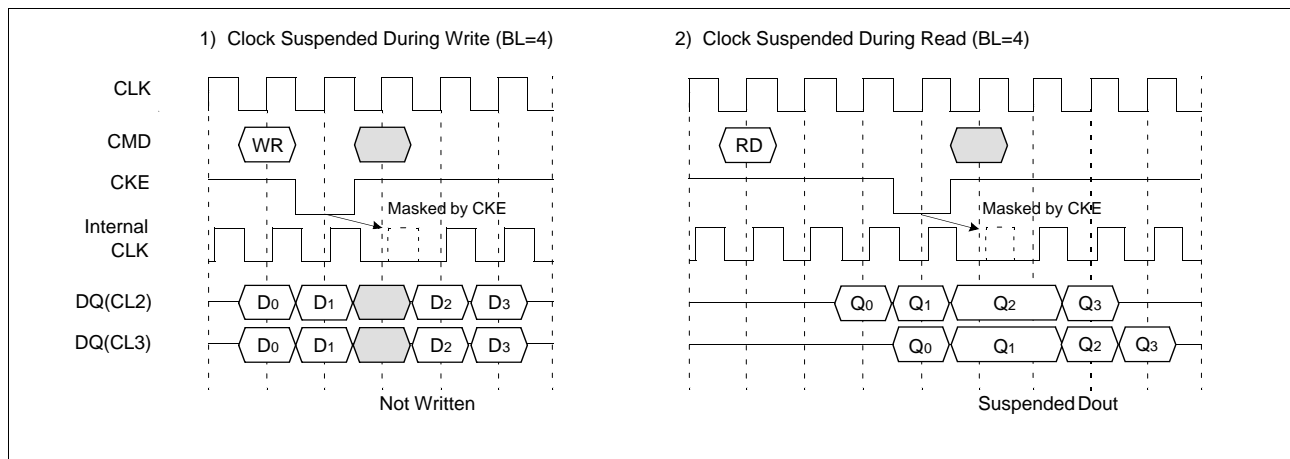 1) Clock Suspended During Write (BL=4)
2) Clock Suspended During Read (BL=4)
CLK
CMD
WR
RD
CKE
Masked by CKE
Masked by CKE
Internal
CLK
DQ(CL2)
D0 D1 D2 D3
Q0 Q1 Q2 Q3
DQ(CL3)
D0 D1 D2 D3
Q0 Q1 Q2 Q3
Not Written
Suspended Dout